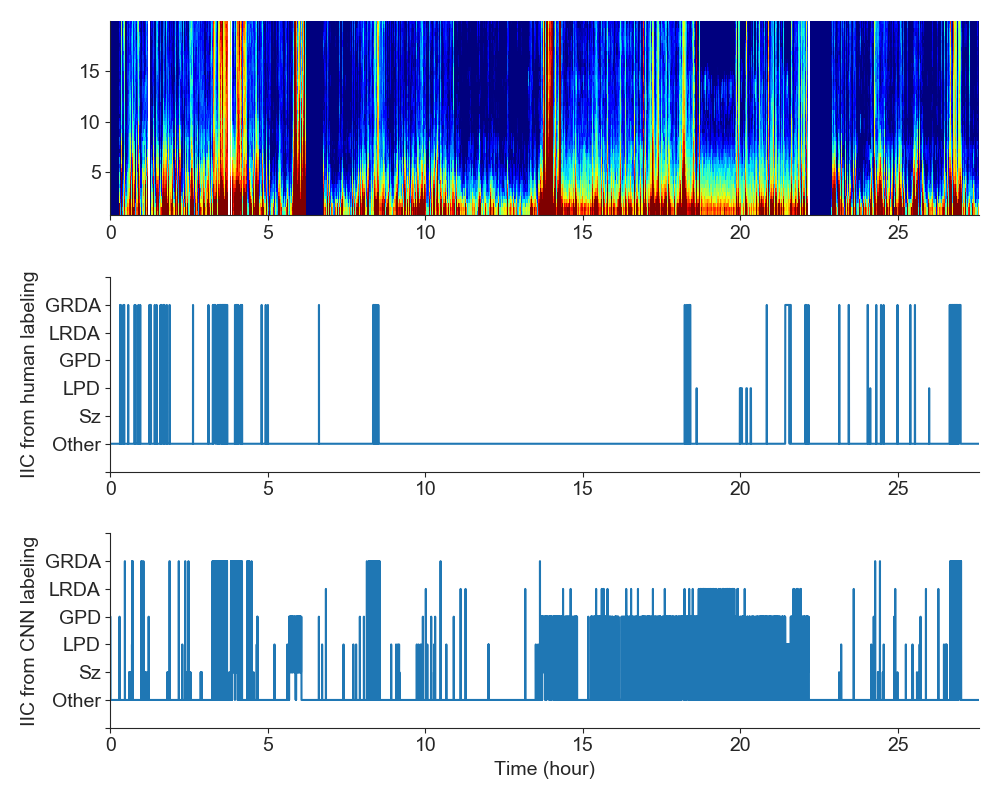 15
10
5
0 5 10 15 20 25
IIC from human labeling
GRDA
LRDA
GPD
LPD
Sz
Other
0 5 10 15 20 25
IIC from CNN labeling
GRDA
LRDA
GPD
LPD
Sz
Other
0 5 10 15 20 25
Time (hour)